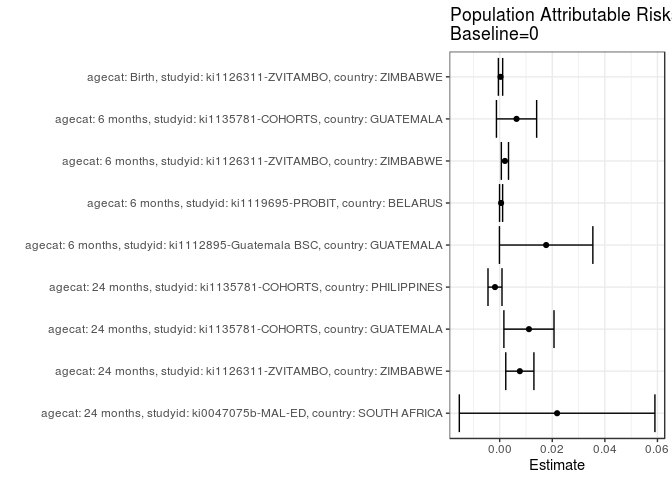 Population Attributable Risk
Baseline=0
agecat: Birth, studyid: ki1126311-ZVITAMBO, country: ZIMBABWE
agecat: 6 months, studyid: ki1135781-COHORTS, country: GUATEMALA
agecat: 6 months, studyid: ki1126311-ZVITAMBO, country: ZIMBABWE
agecat: 6 months, studyid: ki1119695-PROBIT, country: BELARUS
agecat: 6 months, studyid: ki1112895-Guatemala BSC, country: GUATEMALA
agecat: 24 months, studyid: ki1135781-COHORTS, country: PHILIPPINES
agecat: 24 months, studyid: ki1135781-COHORTS, country: GUATEMALA
agecat: 24 months, studyid: ki1126311-ZVITAMBO, country: ZIMBABWE
agecat: 24 months, studyid: ki0047075b-MAL-ED, country: SOUTH AFRICA
0.00 0.02 0.04 0.06
Estimate